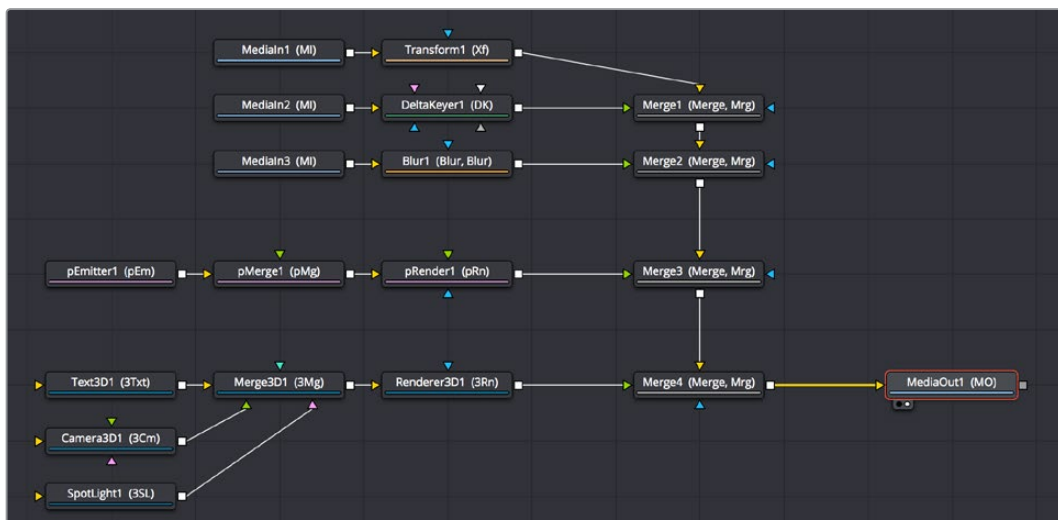 MediaIn1 (MI)
Transform1 (Xf)
MediaIn2 (MI)
DeltaKeyer1 (DK)
Merge1 (Merge, Mrg)
MediaIn3 (MI)
Blur1 (Blur, Blur)
Merge2 (Merge, Mrg)
pEmitter1 (pEm)
pMerge1 (pMg)
pRender1 (pRn)
Merge3 (Merge, Mrg)
Text3D1 (3Txt)
Merge3D1 (3Mg)
Renderer3D1 (3Rn)
Merge4 (Merge, Mrg)
MediaOut1 (MO)
Camera3D1 (3Cm)
SpotLight1 (3SL)